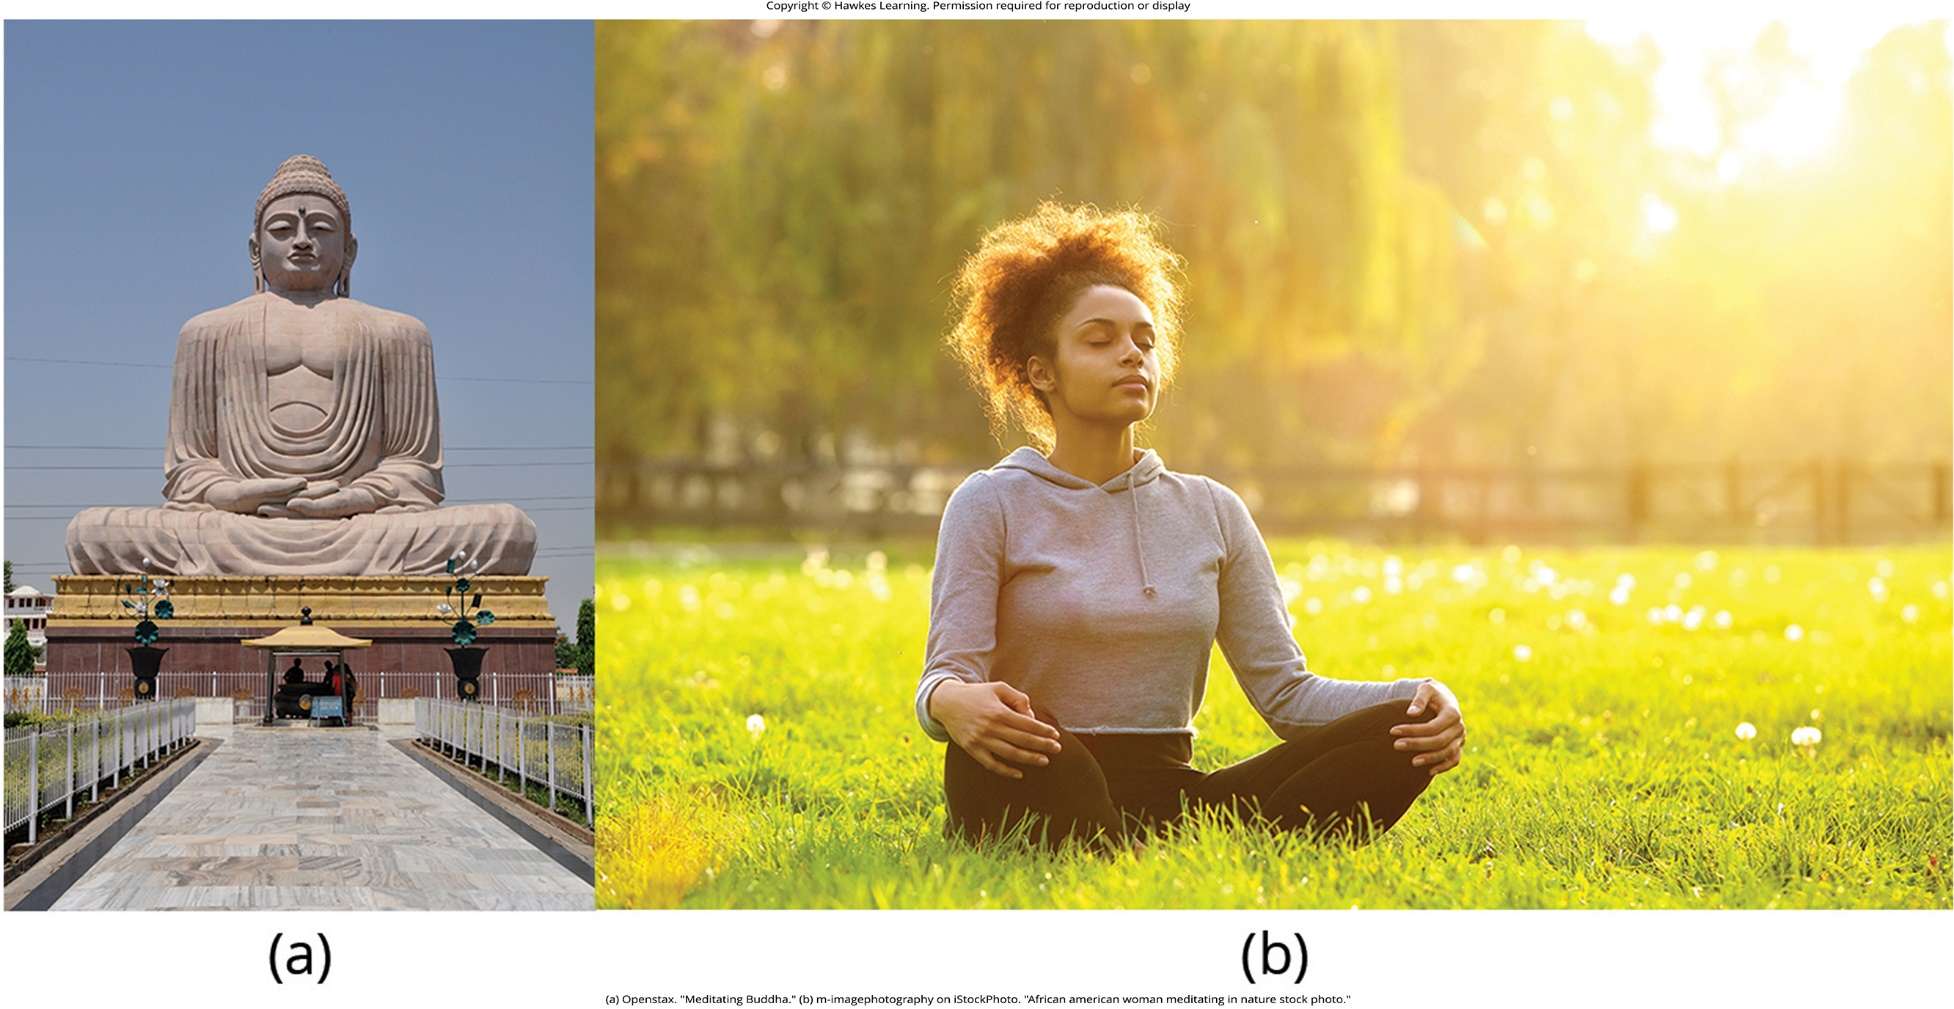 Copyright © Hawkes Learning. Permission required for reproduction or display
(a)
(b)
(a) Openstax. "Meditating Buddha." (b) m-imagephotography on iStockPhoto. "African american woman meditating in nature stock photo."